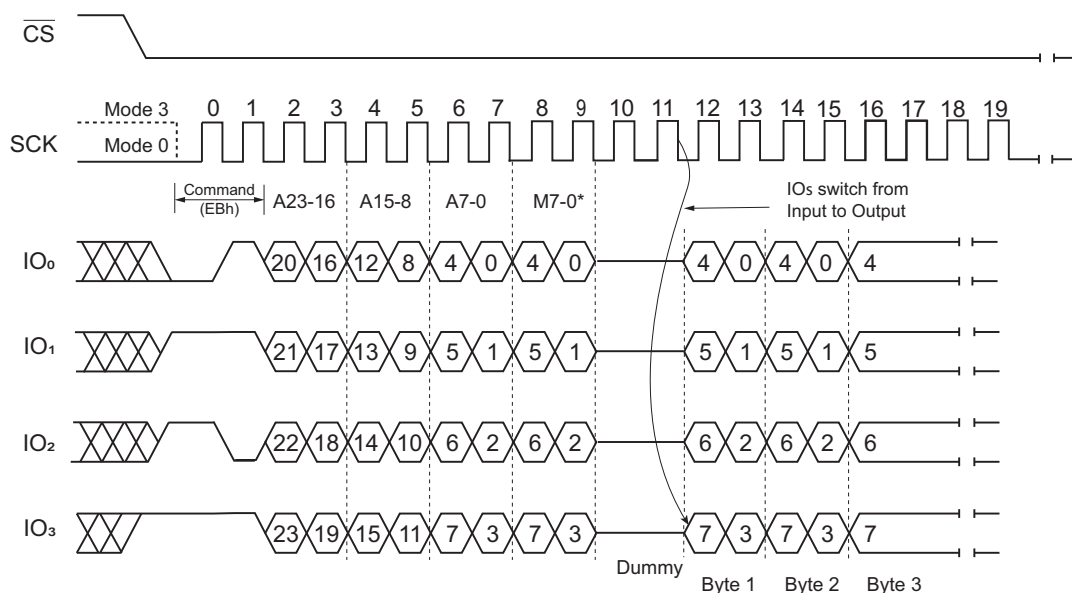 CS
Mode 3 0 1 2 3 4 5 6 7 8 9 10 11 12 13 14 15 16 17 18 19
SCK Mode 0
Command
(EBh)
A23-16 A15-8 A7-0 M7-0*
IOs switch from
Input to Output
IO₀ 20 16 12 8 4 0 4 0 4 0 4 0 4
IO₁ 21 17 13 9 5 1 5 1 5 1 5 1 5
IO₂ 22 18 14 10 6 2 6 2 6 2 6 2 6
IO₃ 23 19 15 11 7 3 7 3 7 3 7 3 7
Dummy
Byte 1 Byte 2 Byte 3